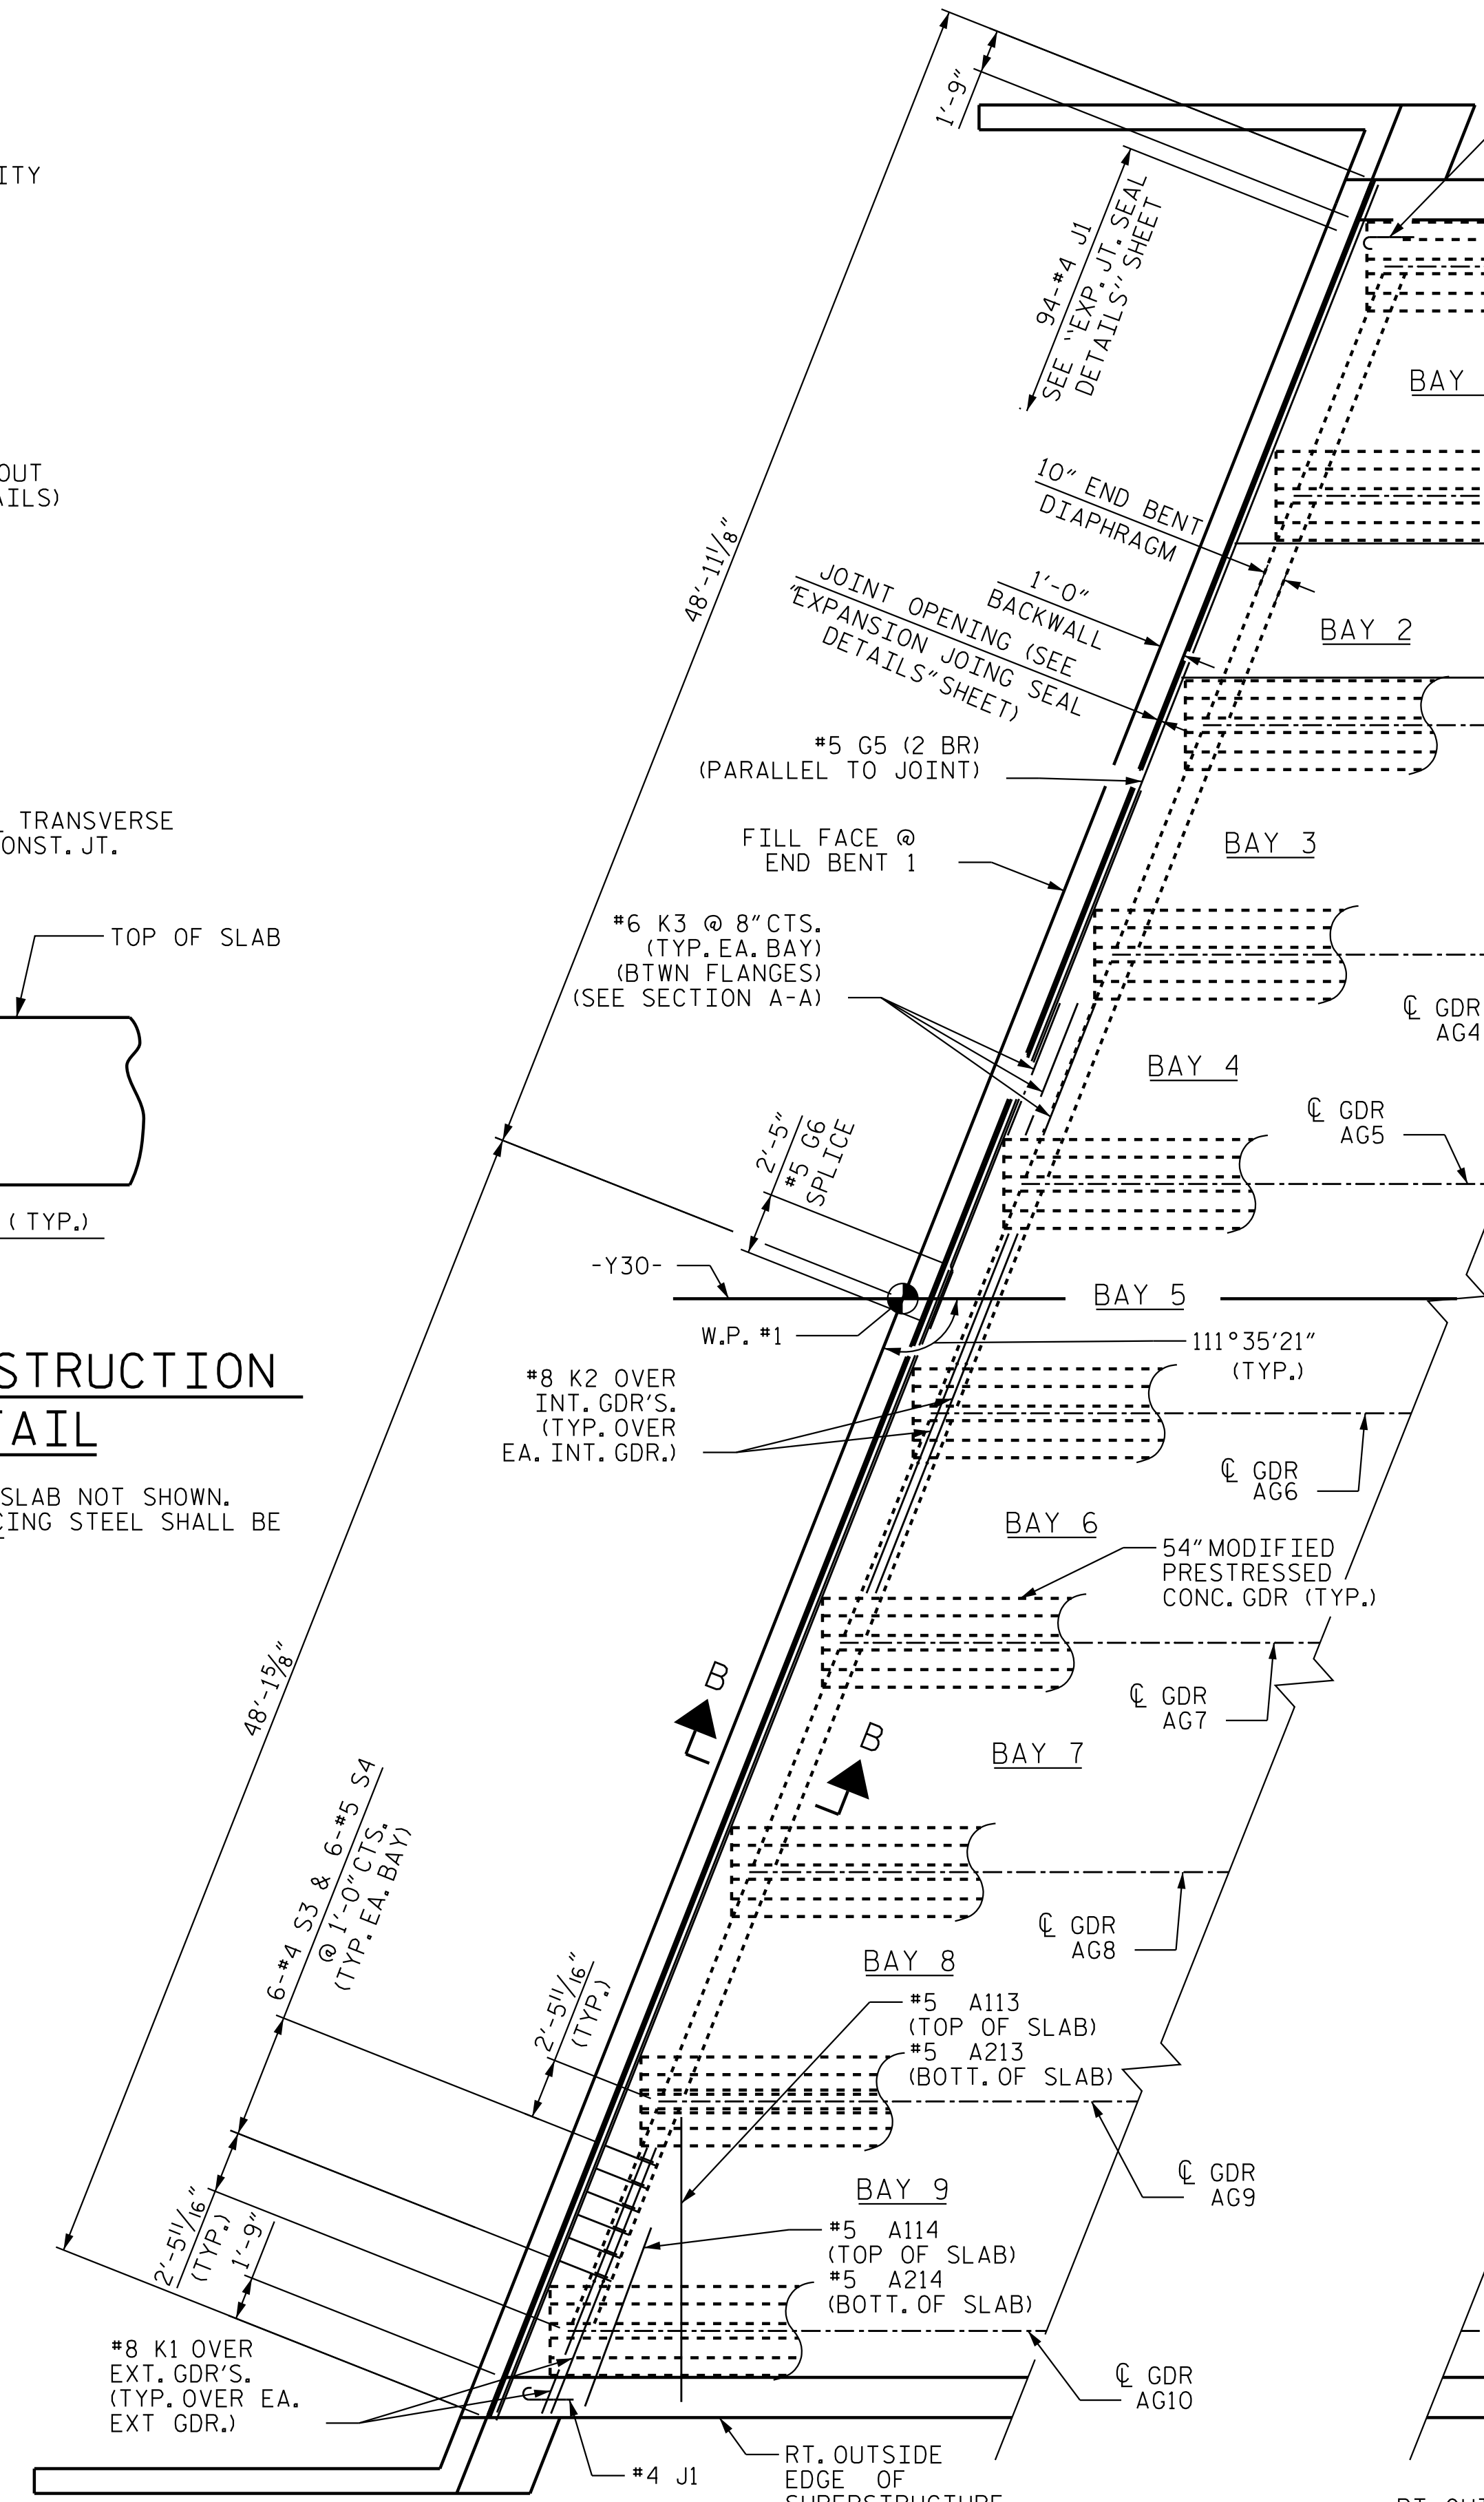 ITY
OUT
AILS)
TRANSVERSE
ONST. JT.
TOP OF SLAB
(TYP.)
STRUCTION
TAIL
SLAB NOT SHOWN.
CING STEEL SHALL BE
1'-9"
94-#4 J1
SEE "EXP. JT. SEAL
DETAILS" SHEET
48'-11⅛"
10" END BENT
DIAPHRAGM
1'-0"
BACKWALL
JOINT OPENING (SEE
"EXPANSION JOING SEAL
DETAILS" SHEET)
#5 G5 (2 BR)
(PARALLEL TO JOINT)
FILL FACE @
END BENT 1
#6 K3 @ 8" CTS.
(TYP. EA. BAY)
(BTWN FLANGES)
(SEE SECTION A-A)
2'-5"
#5 G6
SPLICE
-Y30-
W.P. #1
111°35'21"
(TYP.)
#8 K2 OVER
INT. GDR'S.
(TYP. OVER
EA. INT. GDR.)
BAY
BAY 2
BAY 3
℄ GDR
AG4
BAY 4
℄ GDR
AG5
BAY 5
℄ GDR
AG6
BAY 6
54" MODIFIED
PRESTRESSED
CONC. GDR (TYP.)
℄ GDR
AG7
B
B
BAY 7
48'-1⅝"
6-#4 S3 & 6-#5 S4
@ 1'-0" CTS.
(TYP. EA. BAY)
℄ GDR
AG8
BAY 8
2'-5 11/16"
(TYP.)
#5 A113
(TOP OF SLAB)
#5 A213
(BOTT. OF SLAB)
℄ GDR
AG9
BAY 9
#5 A114
(TOP OF SLAB)
#5 A214
(BOTT. OF SLAB)
2'-5 11/16"
(TYP.)
1'-9"
#8 K1 OVER
EXT. GDR'S.
(TYP. OVER EA.
EXT GDR.)
℄ GDR
AG10
#4 J1
RT. OUTSIDE
EDGE OF
SUPERSTRUCTURE